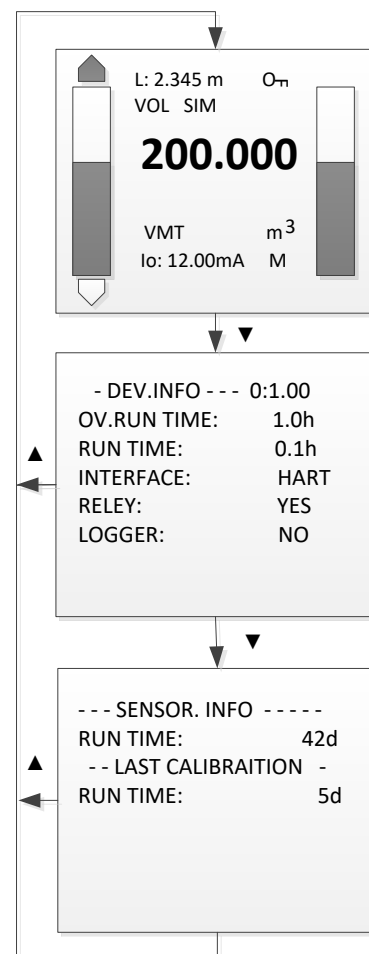 L: 2.345 m
VOL SIM
200.000
VMT m³
Io: 12.00mA M
▼
- DEV.INFO - - - 0:1.00
OV.RUN TIME: 1.0h
RUN TIME: 0.1h
▲
INTERFACE: HART
RELEY: YES
LOGGER: NO
▼
- - - SENSOR. INFO - - - - -
RUN TIME: 42d
- - LAST CALIBRAITION -
▲
RUN TIME: 5d